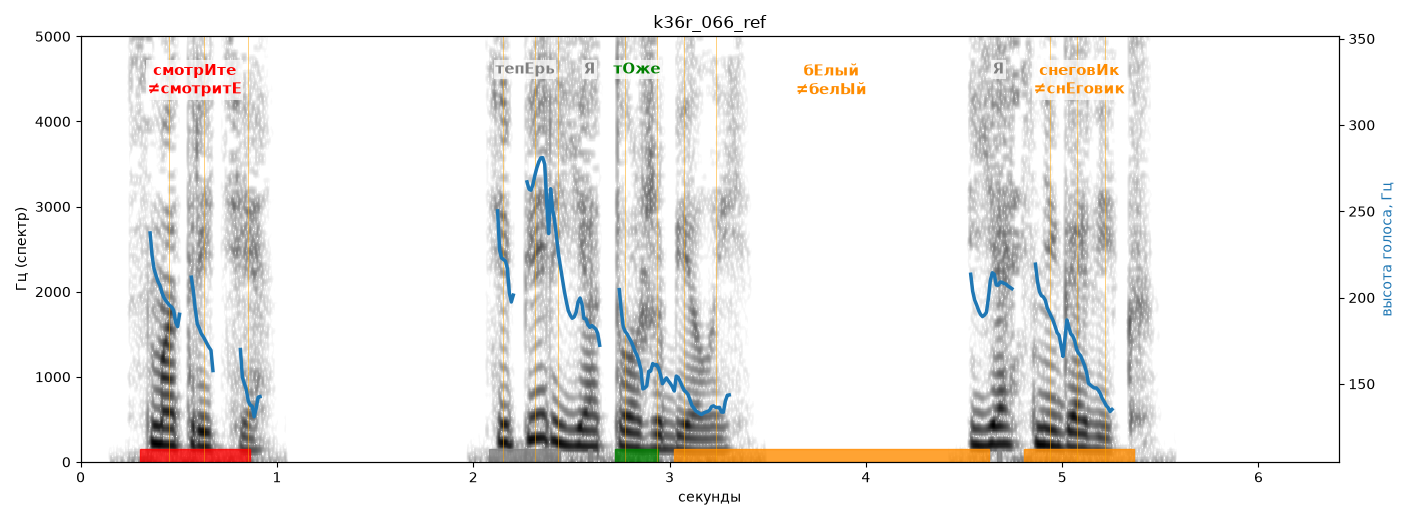 k36r_066_ref
5000
4000
3000
2000
1000
0
Гц (спектр)
смотрИте
≠смотритЕ
тепЕрь
Я
тОже
бЕлый
≠белЫй
Я
снеговИк
≠снЕговик
350
300
250
200
150
высота голоса, Гц
0 1 2 3 4 5 6
секунды